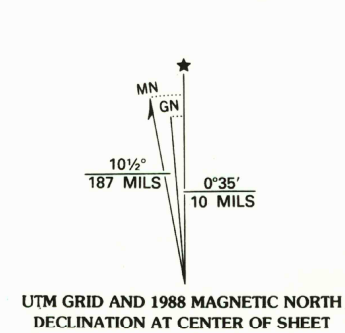 ★
MN
GN
10½°
187 MILS
0°35′
10 MILS
UTM GRID AND 1988 MAGNETIC NORTH
DECLINATION AT CENTER OF SHEET